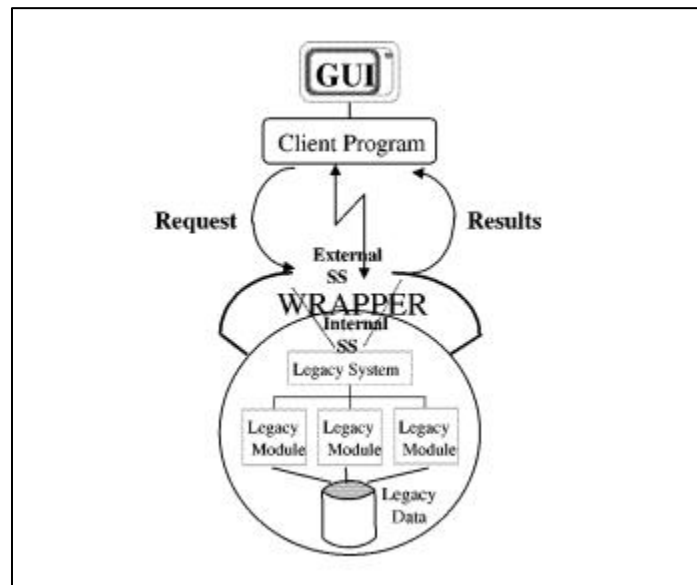 GUI
Client Program
Request
Results
External
SS
WRAPPER
Internal
SS
Legacy System
Legacy
Module
Legacy
Module
Legacy
Module
Legacy
Data